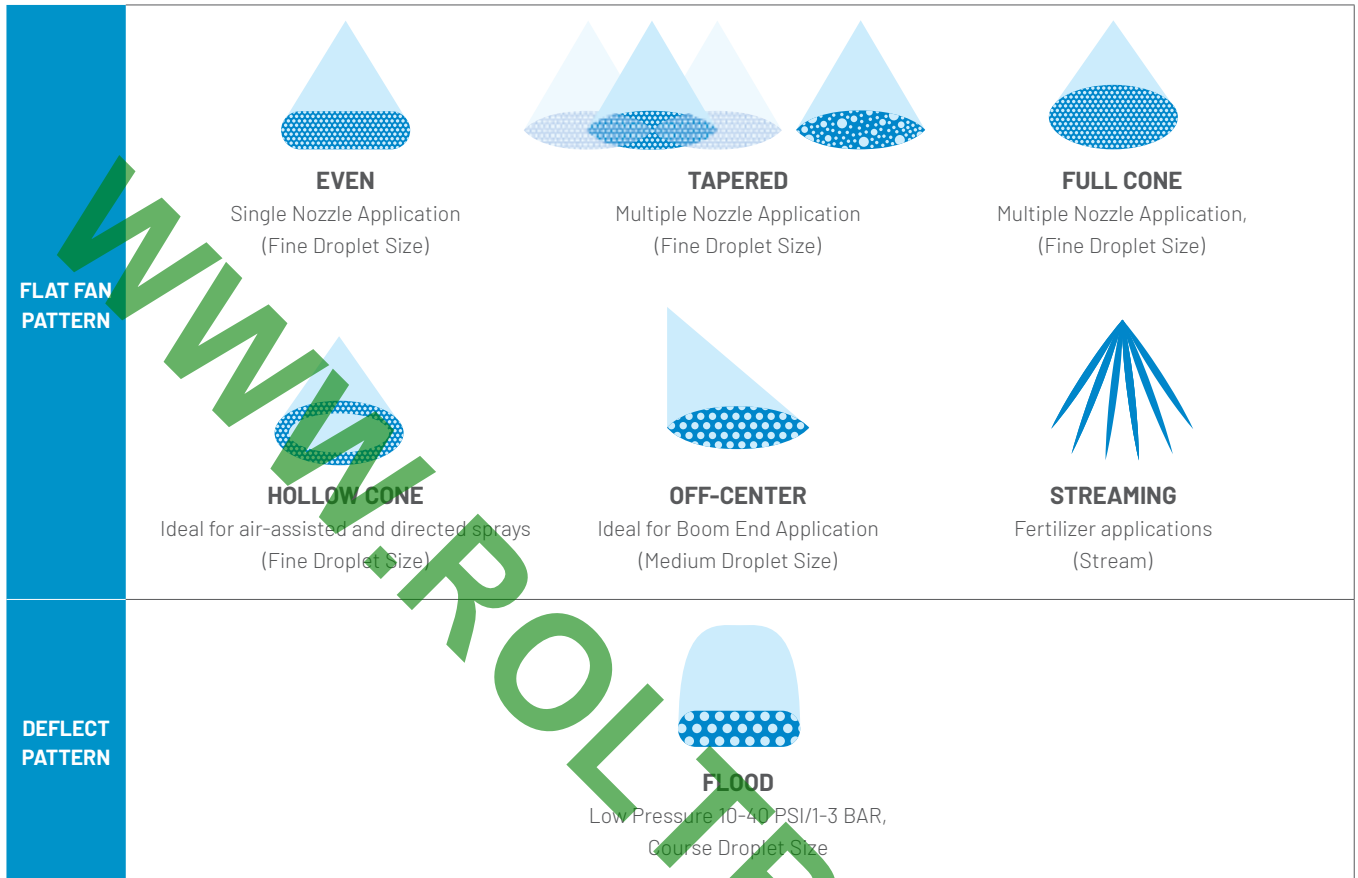 FLAT FAN
PATTERN
EVEN
Single Nozzle Application
(Fine Droplet Size)
TAPERED
Multiple Nozzle Application
(Fine Droplet Size)
FULL CONE
Multiple Nozzle Application,
(Fine Droplet Size)
HOLLOW CONE
Ideal for air-assisted and directed sprays
(Fine Droplet Size)
OFF-CENTER
Ideal for Boom End Application
(Medium Droplet Size)
STREAMING
Fertilizer applications
(Stream)
DEFLECT
PATTERN
FLOOD
Low Pressure 10-40 PSI/1-3 BAR,
Course Droplet Size
WWW.ROLTR